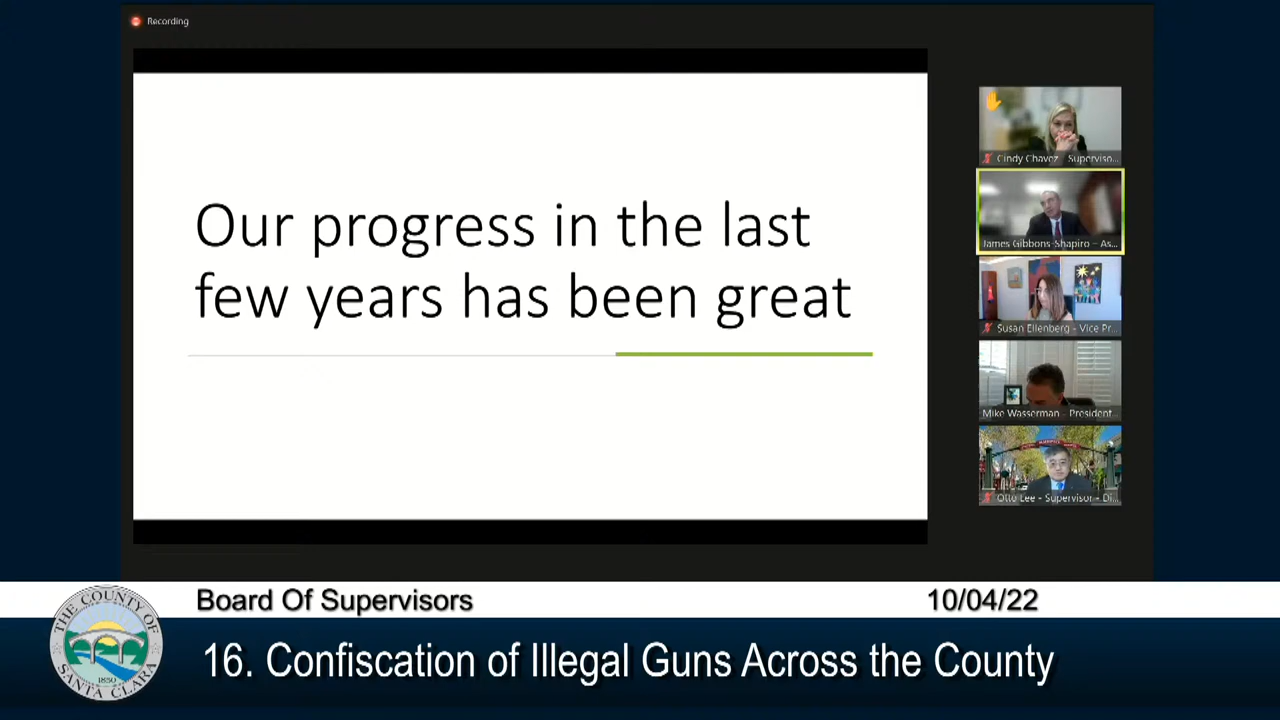 Recording
Our progress in the last
few years has been great
Cindy Chavez - Superviso...
James Gibbons-Shapiro - As...
Susan Ellenberg - Vice Pr...
Mike Wasserman - President...
Otto Lee - Supervisor - Di...
Board Of Supervisors
10/04/22
16. Confiscation of Illegal Guns Across the County
THE COUNTY OF
SANTA CLARA
1850